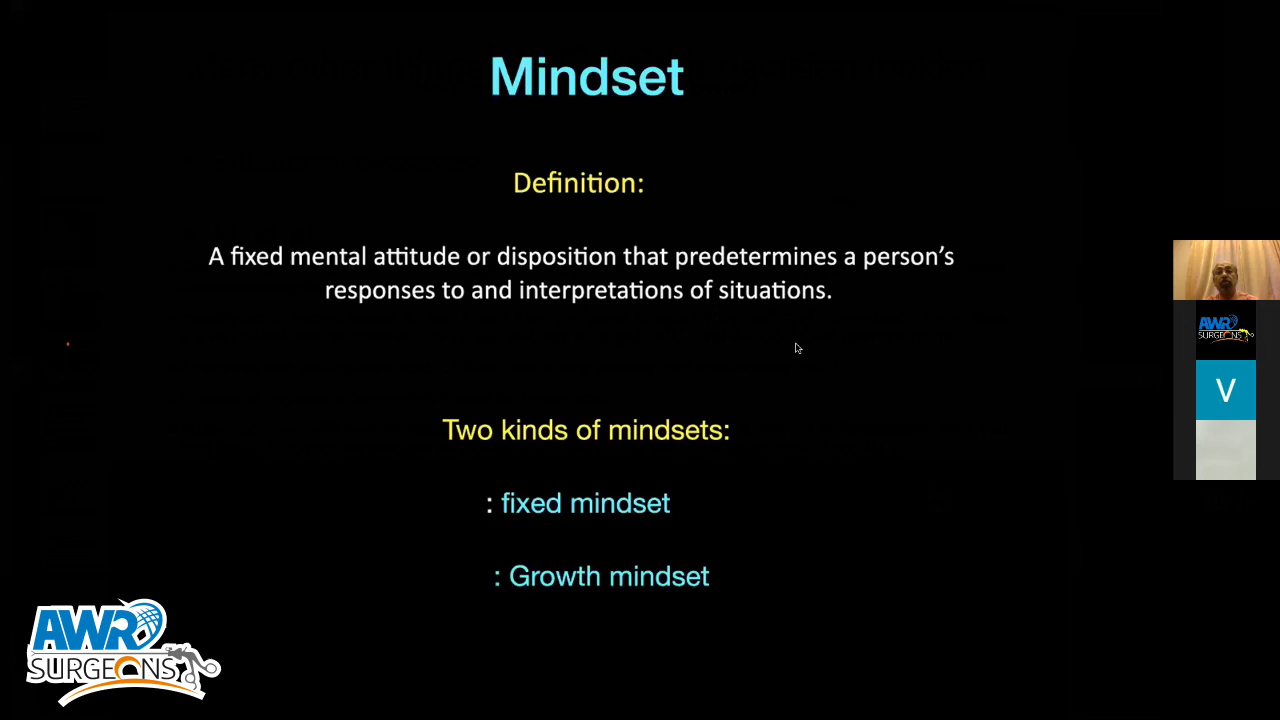 Mindset
Definition:
A fixed mental attitude or disposition that predetermines a person’s
responses to and interpretations of situations.
Two kinds of mindsets:
: fixed mindset
: Growth mindset
AWR
SURGEONS
AWR
SURGEONS
V